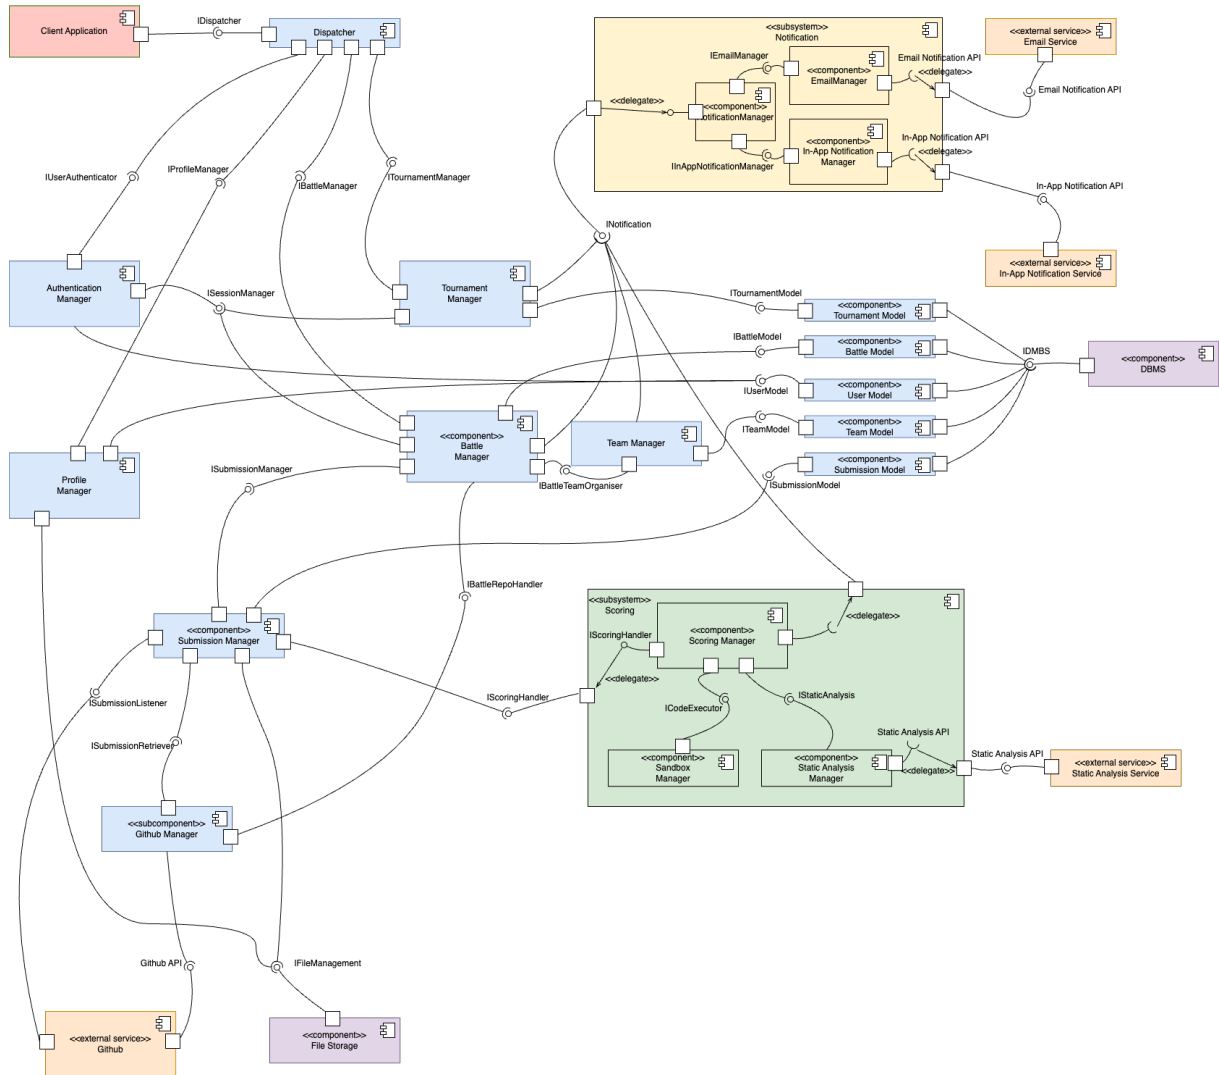 Client Application
IDispatcher
Dispatcher
<<subsystem>>
Notification
<<external service>>
Email Service
IEmailManager
<<component>>
EmailManager
Email Notification API
<<delegate>>
Email Notification API
<<delegate>>
<<component>>
NotificationManager
In-App Notification API
<<delegate>>
<<component>>
In-App Notification
Manager
IInAppNotificationManager
IUserAuthenticator
IProfileManager
IBattleManager
ITournamentManager
In-App Notification API
INotification
<<external service>>
In-App Notification Service
Authentication
Manager
ISessionManager
Tournament
Manager
ITournamentModel
<<component>>
Tournament Model
IBattleModel
<<component>>
Battle Model
IDMBS
<<component>>
DBMS
IUserModel
<<component>>
User Model
ITeamModel
<<component>>
Team Model
<<component>>
Battle
Manager
Team Manager
<<component>>
Submission Model
ISubmissionManager
IBattleTeamOrganiser
ISubmissionModel
Profile
Manager
IBattleRepoHandler
<<subsystem>>
Scoring
<<delegate>>
<<component>>
Submission Manager
IScoringHandler
<<component>>
Scoring Manager
<<delegate>>
ISubmissionListener
IScoringHandler
ICodeExecutor
IStaticAnalysis
ISubmissionRetriever
Static Analysis API
<<component>>
Sandbox
Manager
<<component>>
Static Analysis
Manager
<<delegate>>
Static Analysis API
<<external service>>
Static Analysis Service
<<subcomponent>>
Github Manager
Github API
IFileManagement
<<external service>>
Github
<<component>>
File Storage